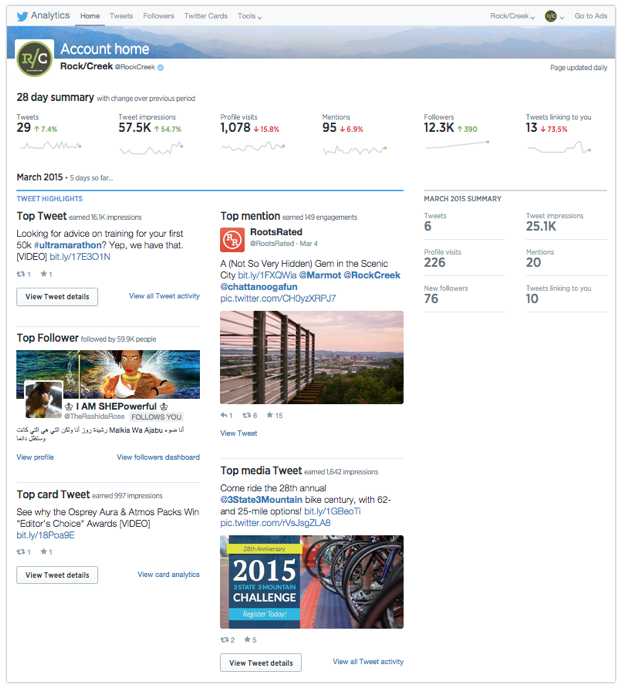 Analytics Home Tweets Followers Twitter Cards Tools Rock/Creek Go to Ads
R/C
Account home
Rock/Creek @RockCreek
Page updated daily
28 day summary with change over previous period
Tweets
29 ↑7.4%
Tweet impressions
57.5K ↑54.7%
Profile visits
1,078 ↓15.8%
Mentions
95 ↓6.9%
Followers
12.3K ↑390
Tweets linking to you
13 ↓73.5%
March 2015 • 5 days so far...
TWEET HIGHLIGHTS
Top Tweet earned 16.1K impressions
Looking for advice on training for your first
50k #ultramarathon? Yep, we have that.
[VIDEO] bit.ly/17E3O1N
1 1
View Tweet details
View all Tweet activity
Top Follower followed by 59.9K people
♔ I AM SHEPowerful ♔
@TheRashidaRose FOLLOWS YOU
أنا ضوء Malkia Wa Ajabu رشيدة روز أنا ولكن التي هي التي كانت
وستظل دائما
View profile
View followers dashboard
Top card Tweet earned 997 impressions
See why the Osprey Aura & Atmos Packs Win
"Editor's Choice" Awards [VIDEO]
bit.ly/18Poa9E
1 1
View Tweet details
View card analytics
Top mention earned 149 engagements
RootsRated
@RootsRated · Mar 4
A (Not So Very Hidden) Gem in the Scenic
City bit.ly/1FXQWia @Marmot @RockCreek
@chattanoogafun
pic.twitter.com/CH0yzXRPJ7
1 6 15
View Tweet
Top media Tweet earned 1,642 impressions
Come ride the 28th annual
@3State3Mountain bike century, with 62-
and 25-mile options! bit.ly/1GBeoTi
pic.twitter.com/rVsJsgZLA8
28th Anniversary
2015
3 STATE 3 MOUNTAIN
CHALLENGE
Register Today!
2 5
View Tweet details
View all Tweet activity
MARCH 2015 SUMMARY
Tweets
6
Tweet impressions
25.1K
Profile visits
226
Mentions
20
New followers
76
Tweets linking to you
10